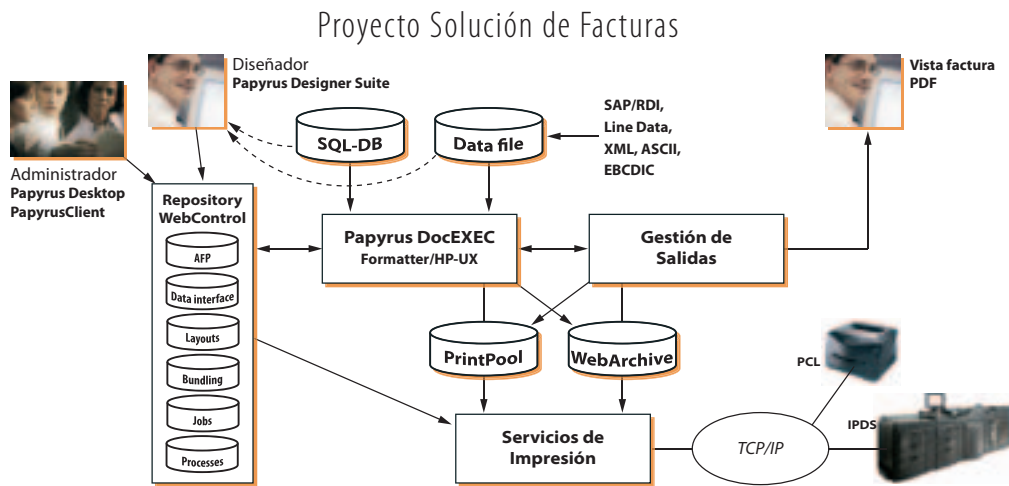 Proyecto Solución de Facturas
Diseñador
Papyrus Designer Suite
Vista factura
PDF
SAP/RDI,
Line Data,
XML, ASCII,
EBCDIC
SQL-DB
Data file
Administrador
Papyrus Desktop
PapyrusClient
Repository
WebControl
AFP
Data interface
Layouts
Bundling
Jobs
Processes
Papyrus DocEXEC
Formatter/HP-UX
Gestión de
Salidas
PrintPool
WebArchive
Servicios de
Impresión
TCP/IP
PCL
IPDS